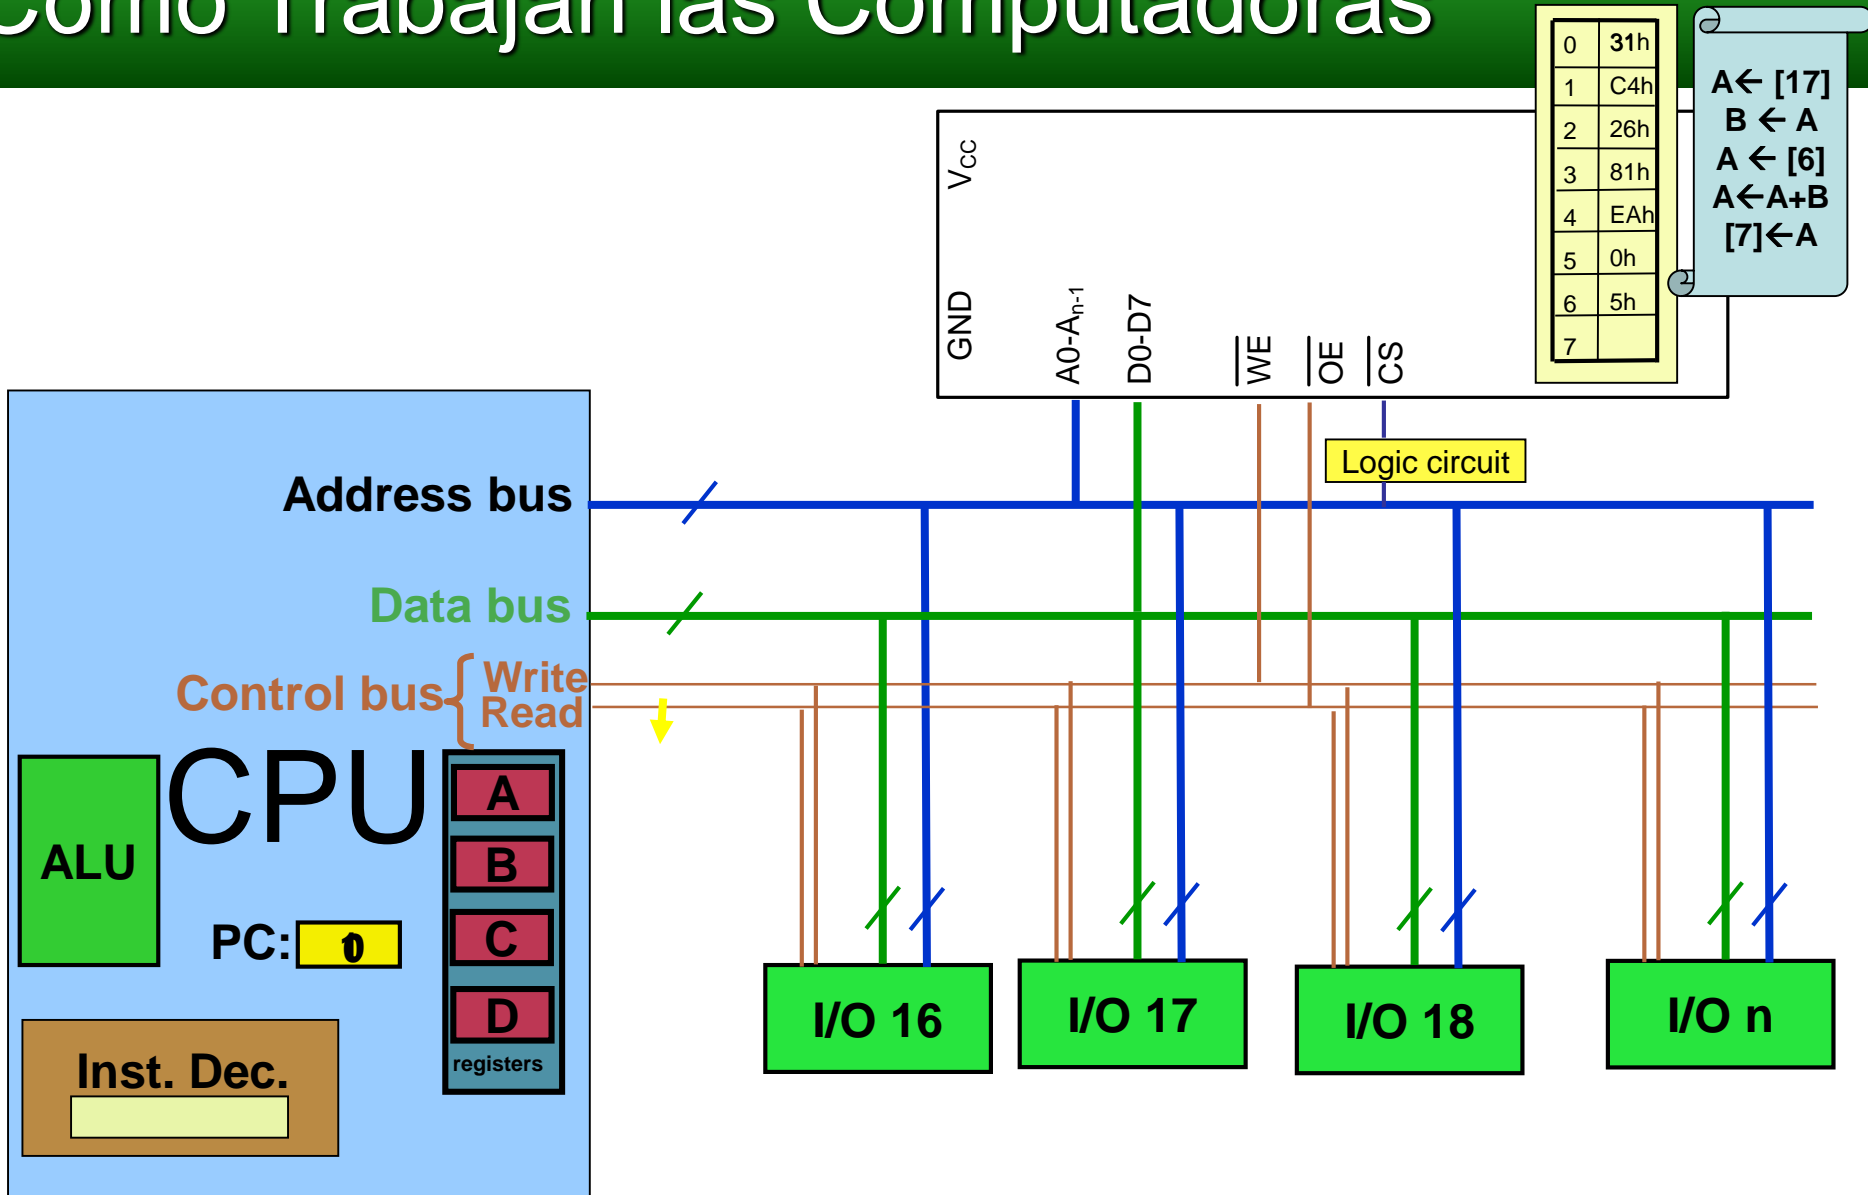 Como Trabajan las Computadoras
0 31h
1 C4h
2 26h
3 81h
4 EAh
5 0h
6 5h
7
A← [17]
B ← A
A ← [6]
A←A+B
[7]←A
VCC
GND
A0-An-1
D0-D7
WE
OE
CS
Logic circuit
Address bus
Data bus
Control bus
Write
Read
CPU
ALU
A
B
C
D
registers
PC:
Inst. Dec.
I/O 16
I/O 17
I/O 18
I/O n